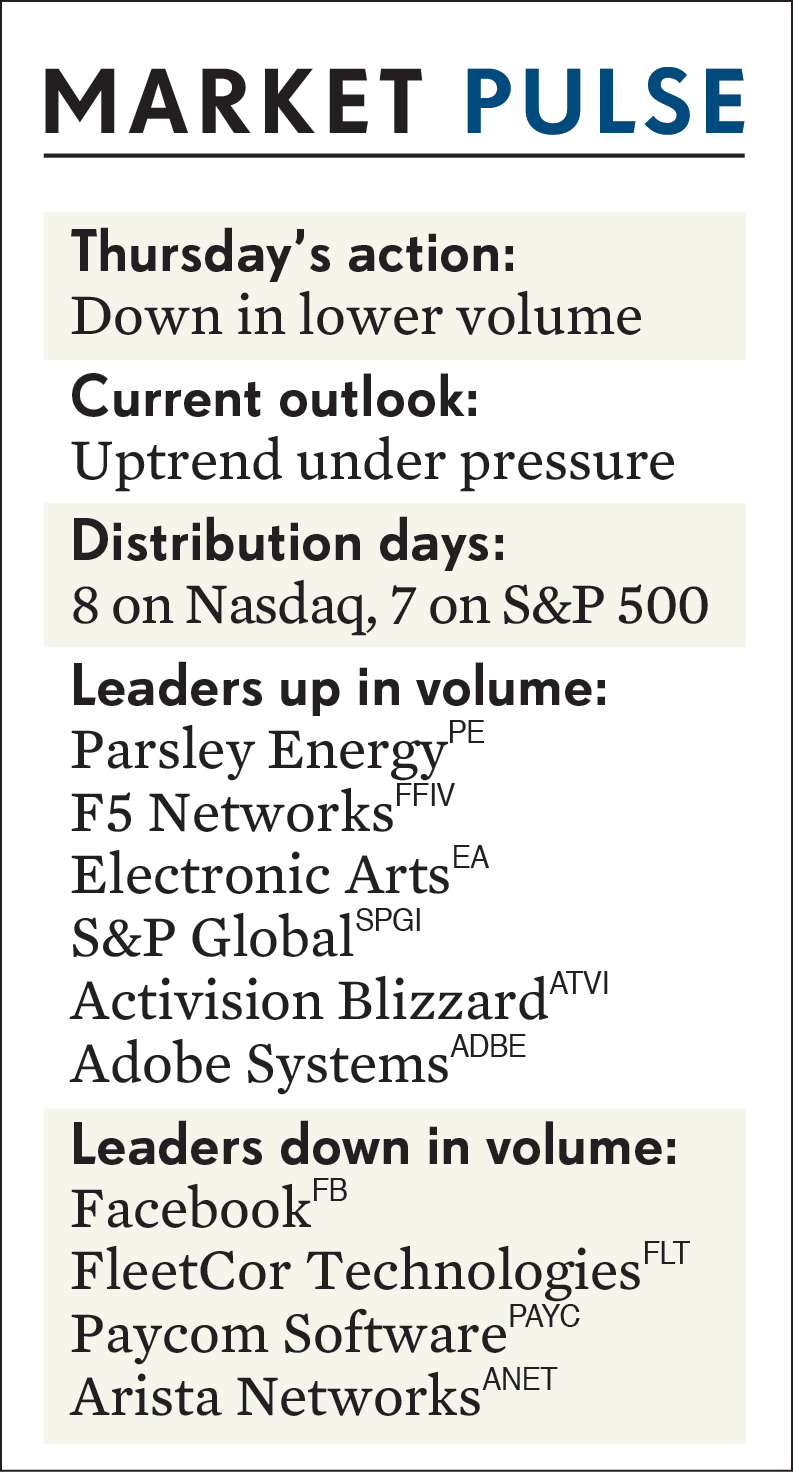 MARKET PULSE
Thursday's action:
Down in lower volume
Current outlook:
Uptrend under pressure
Distribution days:
8 on Nasdaq, 7 on S&P 500
Leaders up in volume:
Parsley Energy PE
F5 Networks FFIV
Electronic Arts EA
S&P Global SPGI
Activision Blizzard ATVI
Adobe Systems ADBE
Leaders down in volume:
Facebook FB
FleetCor Technologies FLT
Paycom Software PAYC
Arista Networks ANET